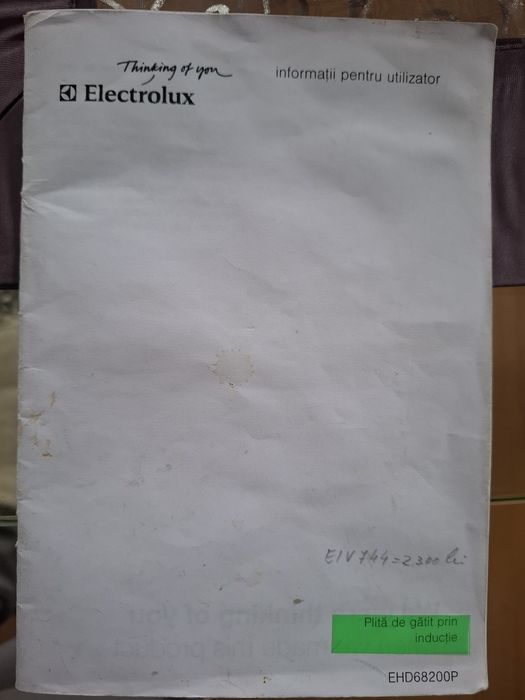 Thinking of you
informații pentru utilizator
Electrolux
EIV744=2300 lei
Plită de gătit prin
inducție
EHD68200P